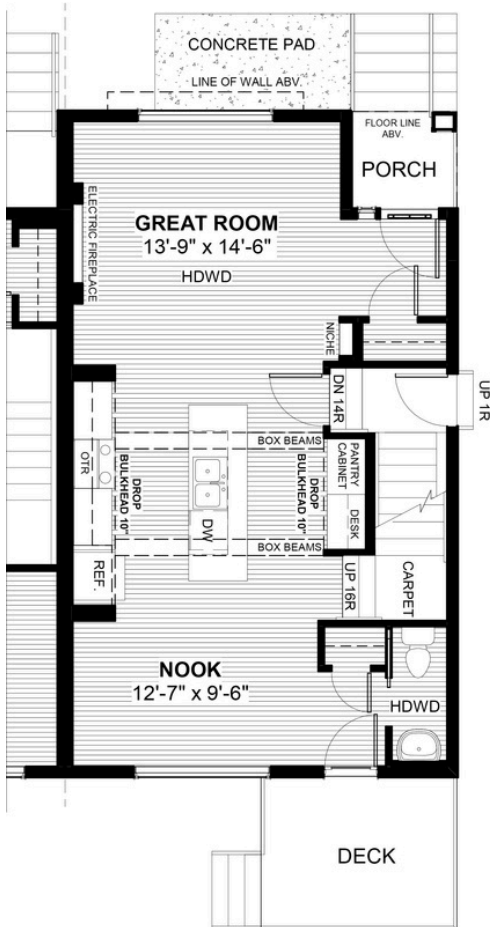 CONCRETE PAD
LINE OF WALL ABV.
FLOOR LINE
ABV.
PORCH
ELECTRIC FIREPLACE
GREAT ROOM
13'-9" x 14'-6"
HDWD
NICHE
DN 14R
UP 1R
BOX BEAMS
OTR
DROP
BULKHEAD 10"
DROP
BULKHEAD 10"
PANTRY
CABINET
DESK
DW
BOX BEAMS
REF.
UP 16R
CARPET
NOOK
12'-7" x 9'-6"
HDWD
DECK